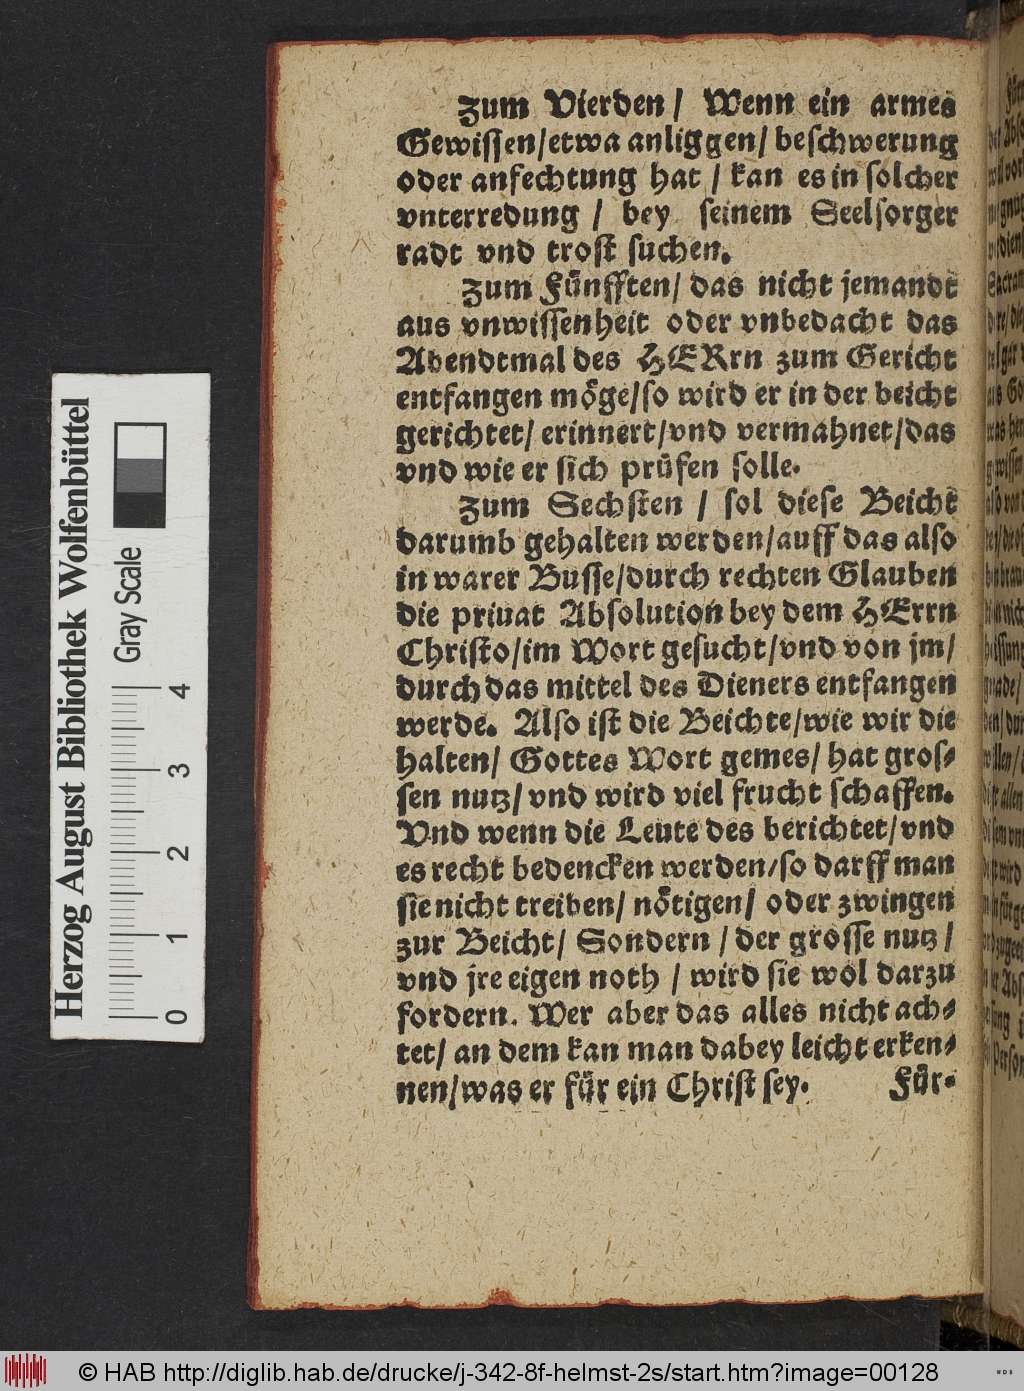 Zum Vierden / Wenn ein armes
Gewissen/etwa anliggen/ beschwerung
oder anfechtung hat / kan es in solcher
vnterredung / bey seinem Seelsorger
radt vnd trost suchen.
Zum Fünfften/ das nicht jemandt
aus vnwissenheit oder vnbedacht das
Abendtmal des HERrn zum Gericht
entfangen möge/so wird er in der beicht
gerichtet/ erinnert/vnd vermahnet/das
vnd wie er sich prüfen solle.
Zum Sechsten / sol diese Beicht
darumb gehalten werden/auff das also
in warer Busse/durch rechten Glauben
die priuat Absolution bey dem HErrn
Christo/im Wort gesucht/vnd von jm/
durch das mittel des Dieners entfangen
werde. Also ist die Beichte/wie wir die
halten/ Gottes Wort gemes/ hat gros-
sen nutz/ vnd wird viel frucht schaffen.
Vnd wenn die Leute des berichtet/vnd
es recht bedencken werden/so darff man
sie nicht treiben/ nötigen/ oder zwingen
zur Beicht/ Sondern / der grosse nutz /
vnd jre eigen noth / wird sie wol darzu
fordern. Wer aber das alles nicht ach-
tet/ an dem kan man dabey leicht erken-
nen/was er für ein Christ sey.
Für-
Herzog August Bibliothek Wolfenbüttel
Gray Scale
0 1 2 3 4
© HAB http://diglib.hab.de/drucke/j-342-8f-helmst-2s/start.htm?image=00128